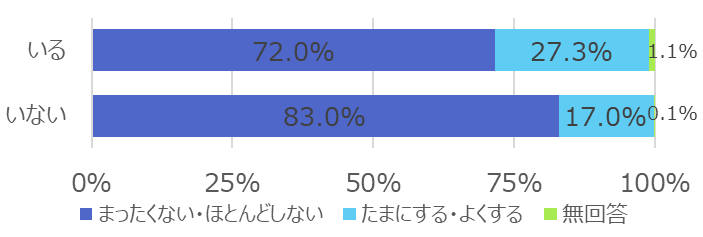 いる 72.0% 27.3% 1.1%
いない 83.0% 17.0% 0.1%
0% 25% 50% 75% 100%
まったくない・ほとんどしない たまにする・よくする 無回答